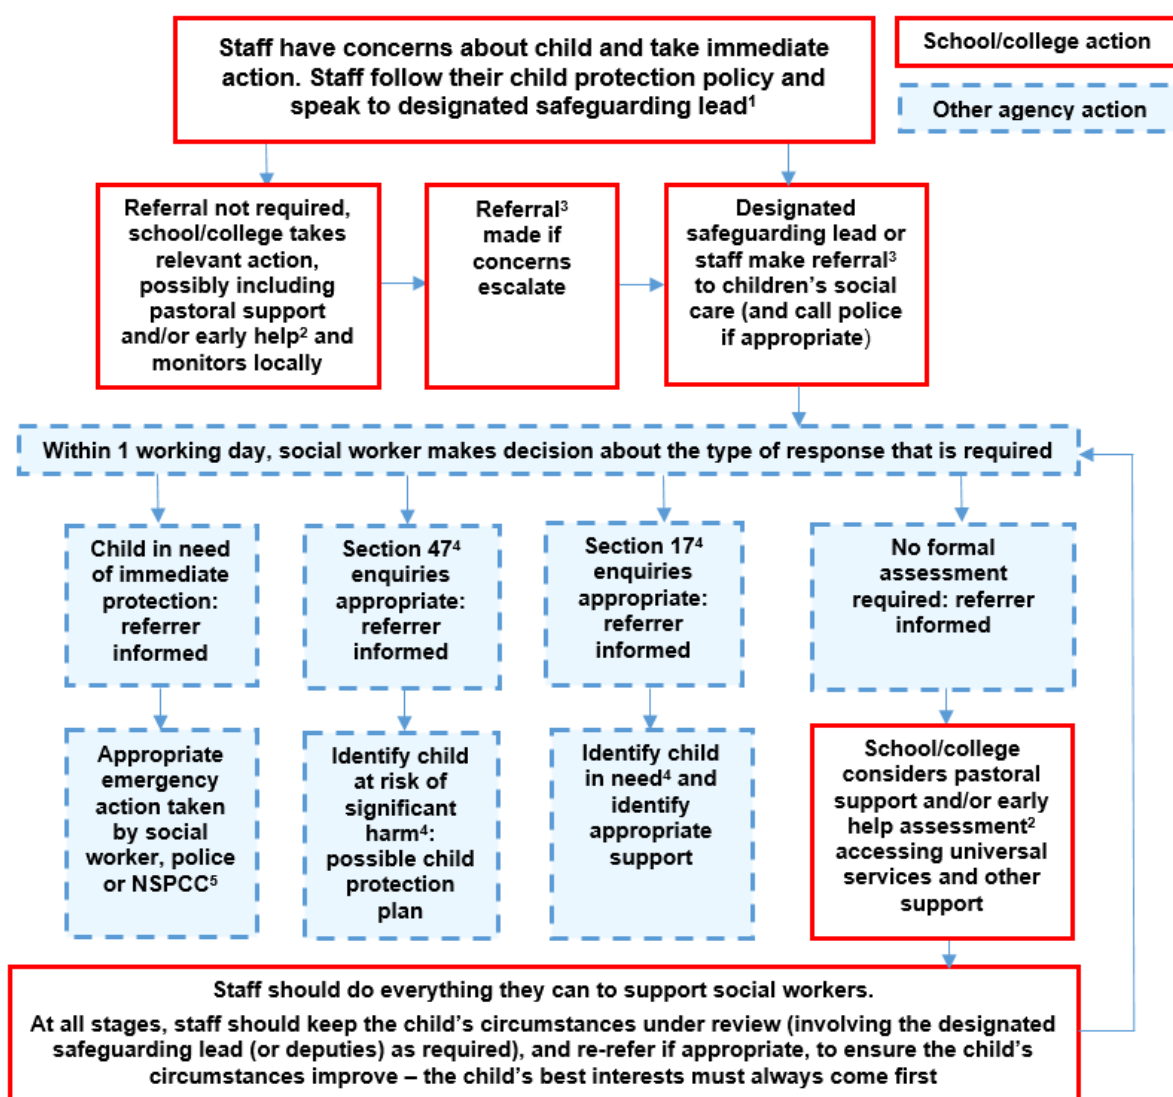 Staff have concerns about child and take immediate
action. Staff follow their child protection policy and
speak to designated safeguarding lead¹
School/college action
Other agency action
Referral not required,
school/college takes
relevant action,
possibly including
pastoral support
and/or early help² and
monitors locally
Referral³
made if
concerns
escalate
Designated
safeguarding lead or
staff make referral³
to children’s social
care (and call police
if appropriate)
Within 1 working day, social worker makes decision about the type of response that is required
Child in need
of immediate
protection:
referrer
informed
Section 47⁴
enquiries
appropriate:
referrer
informed
Section 17⁴
enquiries
appropriate:
referrer
informed
No formal
assessment
required: referrer
informed
Appropriate
emergency
action taken
by social
worker, police
or NSPCC⁵
Identify child
at risk of
significant
harm⁴:
possible child
protection
plan
Identify child
in need⁴ and
identify
appropriate
support
School/college
considers pastoral
support and/or early
help assessment²
accessing universal
services and other
support
Staff should do everything they can to support social workers.
At all stages, staff should keep the child’s circumstances under review (involving the designated
safeguarding lead (or deputies) as required), and re-refer if appropriate, to ensure the child’s
circumstances improve – the child’s best interests must always come first